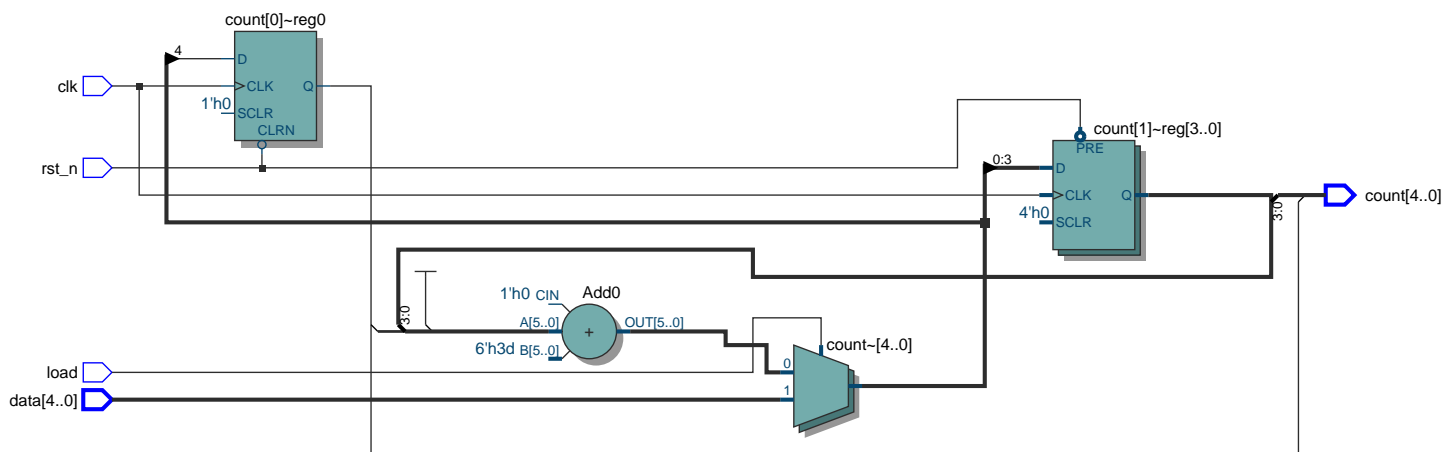 count[0]~reg0
4
D
clk
CLK
Q
1'h0
SCLR
CLRN
rst_n
count[1]~reg[3..0]
PRE
0:3
D
CLK
Q
4'h0
SCLR
3:0
count[4..0]
3:0
1'h0 CIN
Add0
A[5..0]
+
OUT[5..0]
6'h3d B[5..0]
count~[4..0]
load
0
data[4..0]
1